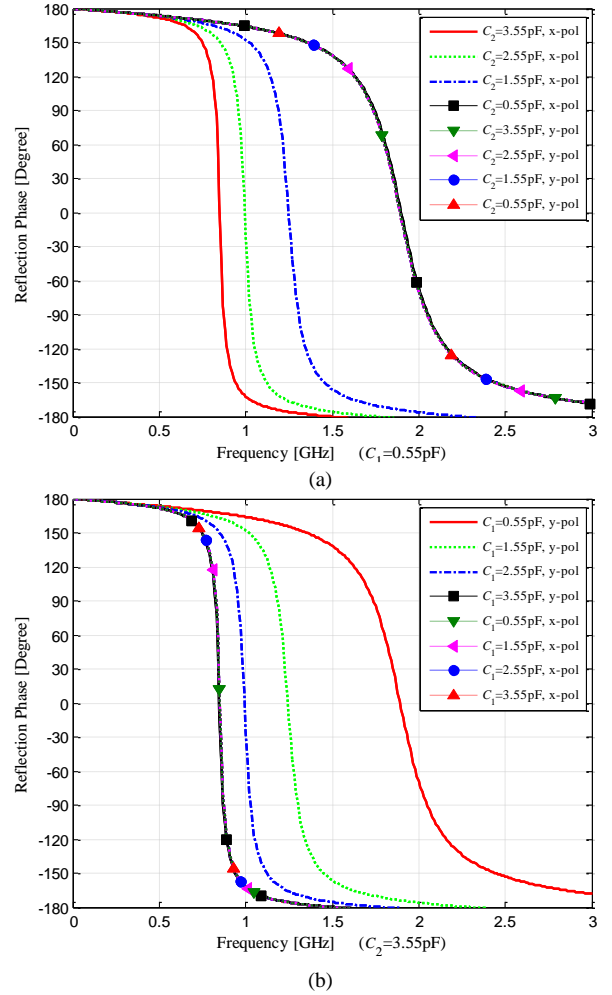 180
150
120
90
60
30
0
-30
-60
-90
-120
-150
-180
Reflection Phase [Degree]
C2=3.55pF, x-pol
C2=2.55pF, x-pol
C2=1.55pF, x-pol
C2=0.55pF, x-pol
C2=3.55pF, y-pol
C2=2.55pF, y-pol
C2=1.55pF, y-pol
C2=0.55pF, y-pol
0 0.5 1 1.5 2 2.5 3
Frequency [GHz] (C1=0.55pF)
(a)
180
150
120
90
60
30
0
-30
-60
-90
-120
-150
-180
Reflection Phase [Degree]
C1=0.55pF, y-pol
C1=1.55pF, y-pol
C1=2.55pF, y-pol
C1=3.55pF, y-pol
C1=0.55pF, x-pol
C1=1.55pF, x-pol
C1=2.55pF, x-pol
C1=3.55pF, x-pol
0 0.5 1 1.5 2 2.5 3
Frequency [GHz] (C2=3.55pF)
(b)